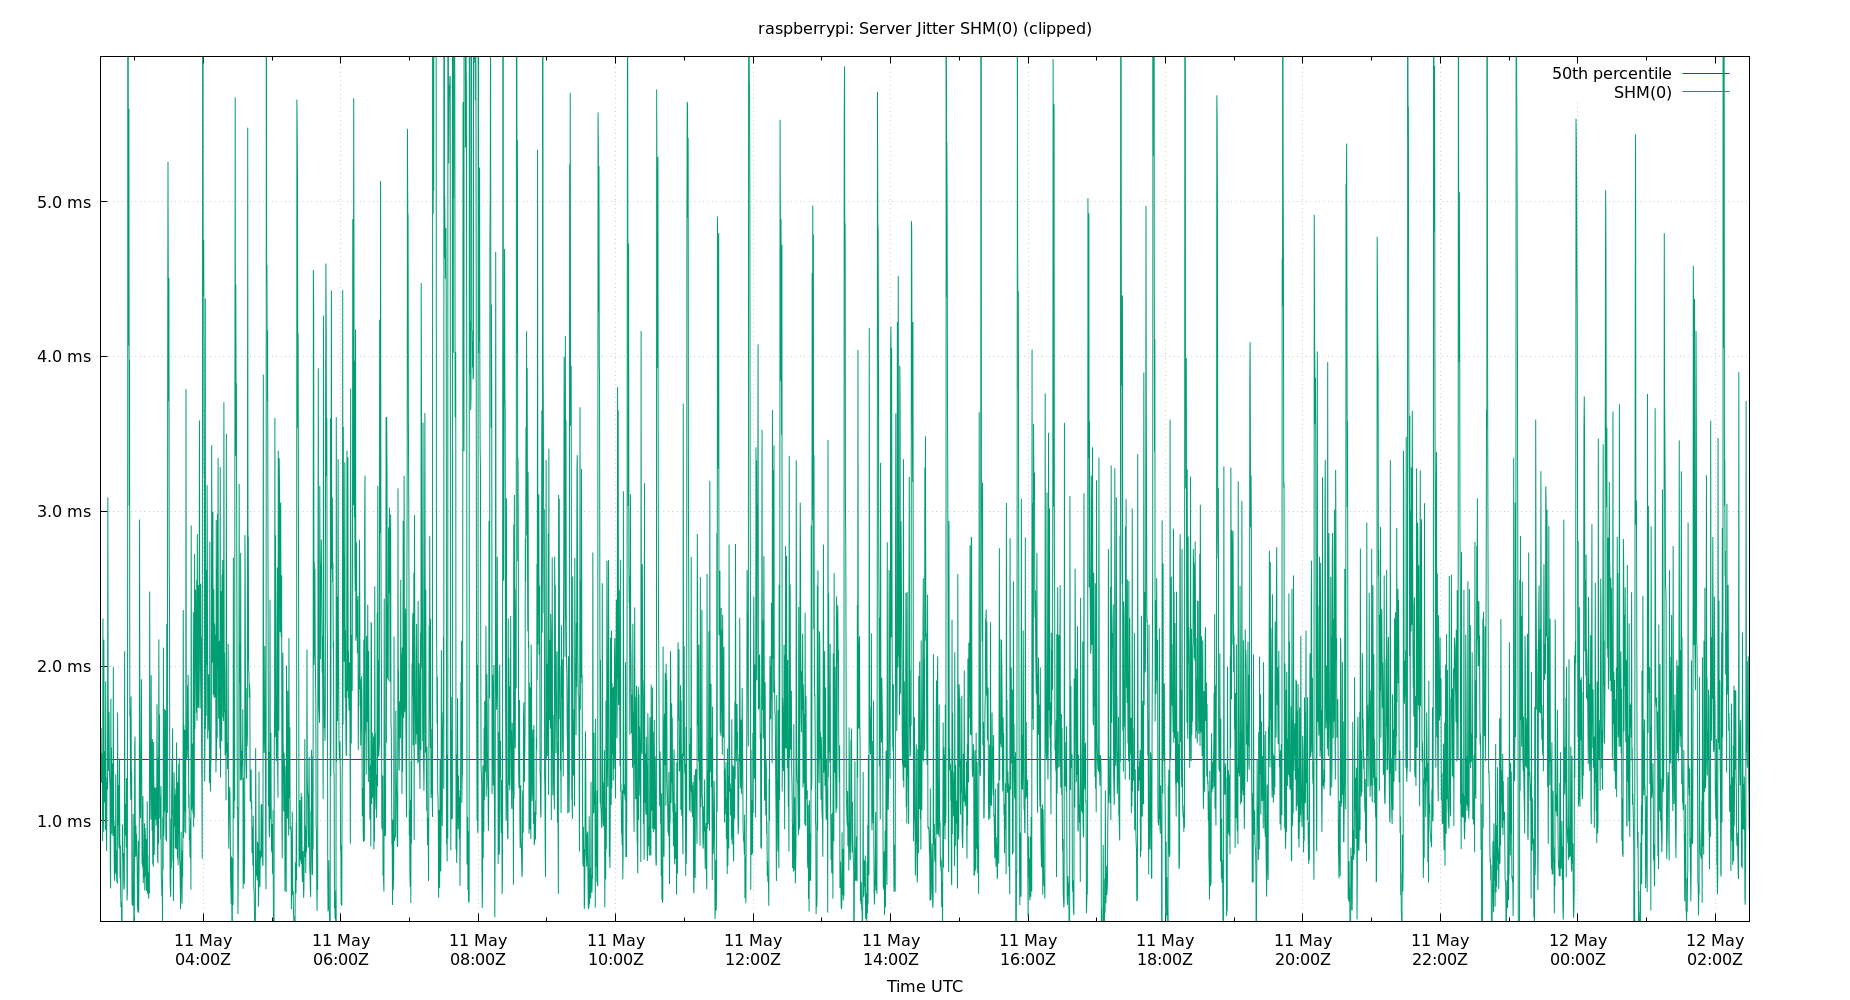 raspberrypi: Server Jitter SHM(0) (clipped)
50th percentile
SHM(0)
5.0 ms
4.0 ms
3.0 ms
2.0 ms
1.0 ms
11 May 11 May 11 May 11 May 11 May 11 May 11 May 11 May 11 May 11 May 12 May 12 May
04:00Z 06:00Z 08:00Z 10:00Z 12:00Z 14:00Z 16:00Z 18:00Z 20:00Z 22:00Z 00:00Z 02:00Z
Time UTC